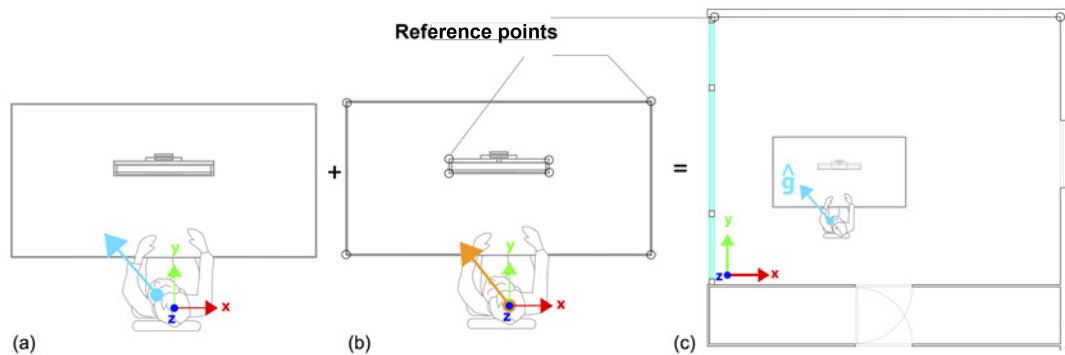 Reference points
+
=
ĝ
y
x
z
y
x
z
y
x
z
(a)
(b)
(c)